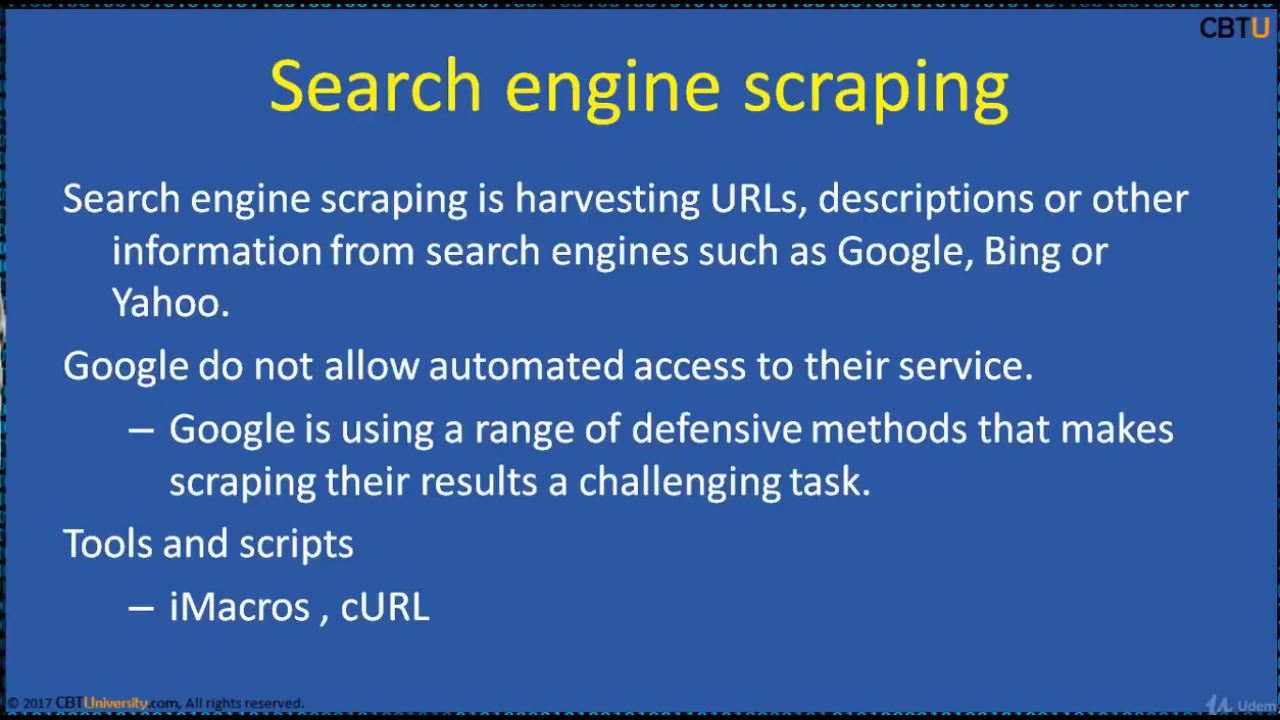 CBTU
Search engine scraping
Search engine scraping is harvesting URLs, descriptions or other
information from search engines such as Google, Bing or
Yahoo.
Google do not allow automated access to their service.
– Google is using a range of defensive methods that makes
scraping their results a challenging task.
Tools and scripts
– iMacros , cURL
© 2017 CBTUniversity.com, All rights reserved.